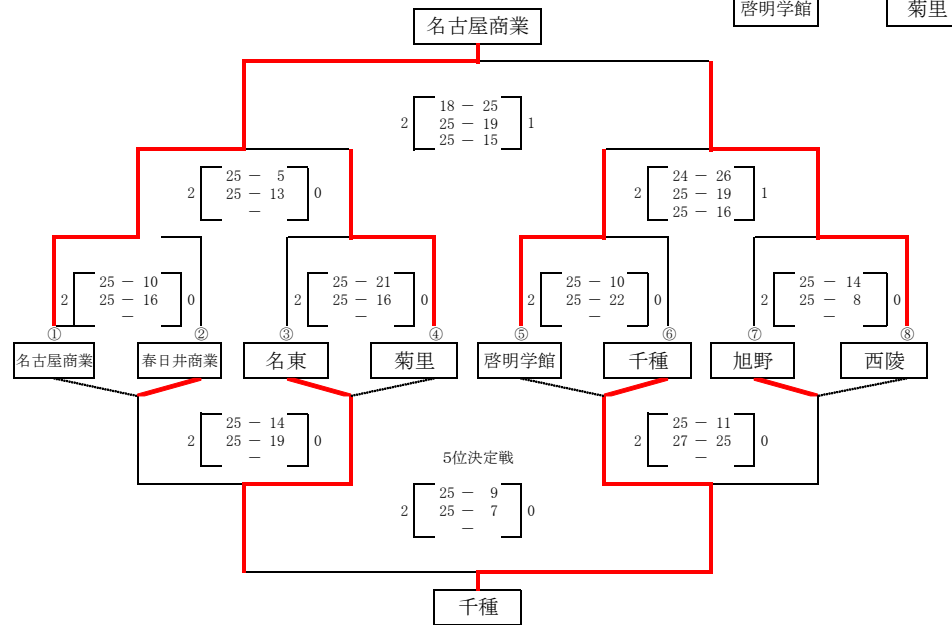 啓明学館 菊里
名古屋商業
18 － 25
2 25 － 19 1
25 － 15
25 － 5
2 25 － 13 0
－
24 － 26
2 25 － 19 1
25 － 16
25 － 10
2 25 － 16 0
－
25 － 21
2 25 － 16 0
－
25 － 10
2 25 － 22 0
－
25 － 14
2 25 － 8 0
－
① ② ③ ④ ⑤ ⑥ ⑦ ⑧
名古屋商業 春日井商業 名東 菊里 啓明学館 千種 旭野 西陵
25 － 14
2 25 － 19 0
－
25 － 11
2 27 － 25 0
－
5位決定戦
25 － 9
2 25 － 7 0
－
千種